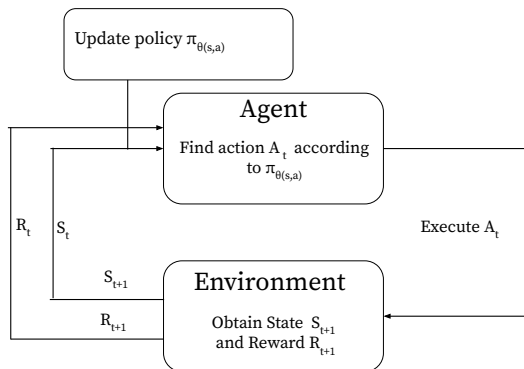 Update policy π_θ(s,a)
Agent
Find action A_t according
to π_θ(s,a)
R_t
S_t
Execute A_t
S_t+1
R_t+1
Environment
Obtain State S_t+1
and Reward R_t+1